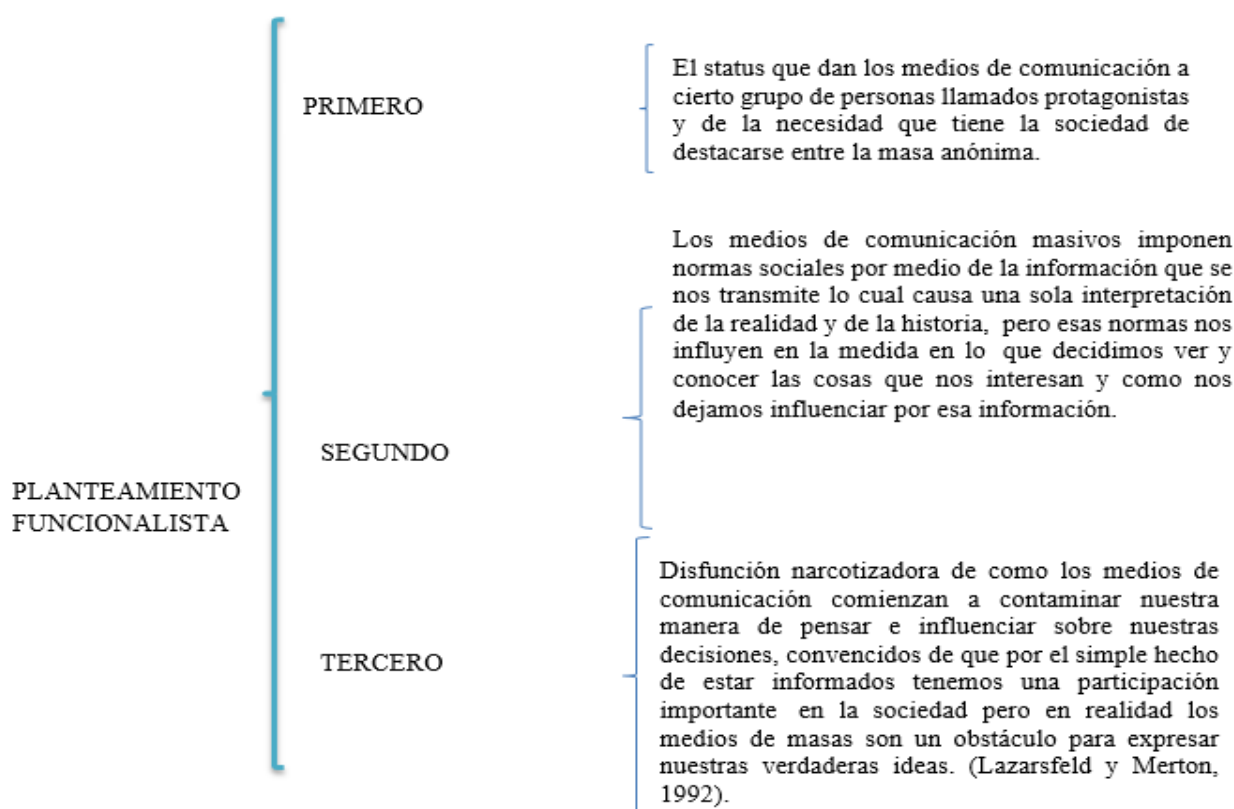 PLANTEAMIENTO
FUNCIONALISTA
PRIMERO
El status que dan los medios de comunicación a
cierto grupo de personas llamados protagonistas
y de la necesidad que tiene la sociedad de
destacarse entre la masa anónima.
SEGUNDO
Los medios de comunicación masivos imponen
normas sociales por medio de la información que se
nos transmite lo cual causa una sola interpretación
de la realidad y de la historia, pero esas normas nos
influyen en la medida en lo que decidimos ver y
conocer las cosas que nos interesan y como nos
dejamos influenciar por esa información.
TERCERO
Disfunción narcotizadora de como los medios de
comunicación comienzan a contaminar nuestra
manera de pensar e influenciar sobre nuestras
decisiones, convencidos de que por el simple hecho
de estar informados tenemos una participación
importante en la sociedad pero en realidad los
medios de masas son un obstáculo para expresar
nuestras verdaderas ideas. (Lazarsfeld y Merton,
1992).